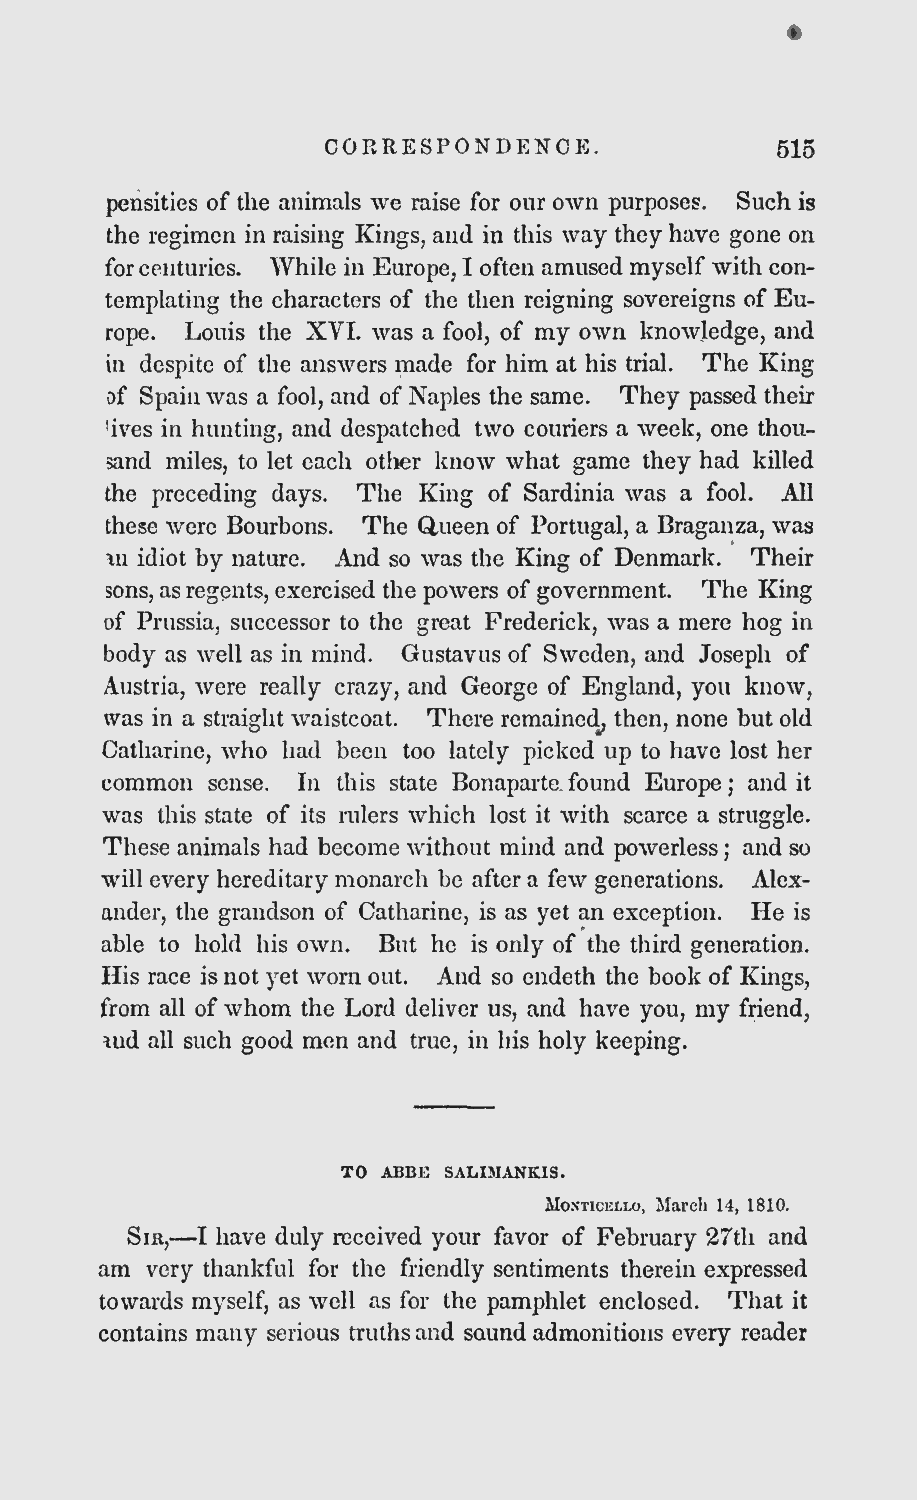 CORRESPONDENCE. 515
pensities of the animals we raise for our own purposes. Such is
the regimen in raising Kings, and in this way they have gone on
for centuries. While in Europe, I often amused myself with con-
templating the characters of the then reigning sovereigns of Eu-
rope. Louis the XVI. was a fool, of my own knowledge, and
in despite of the answers made for him at his trial. The King
of Spain was a fool, and of Naples the same. They passed their
lives in hunting, and despatched two couriers a week, one thou-
sand miles, to let each other know what game they had killed
the preceding days. The King of Sardinia was a fool. All
these were Bourbons. The Queen of Portugal, a Braganza, was
an idiot by nature. And so was the King of Denmark. Their
sons, as regents, exercised the powers of government. The King
of Prussia, successor to the great Frederick, was a mere hog in
body as well as in mind. Gustavus of Sweden, and Joseph of
Austria, were really crazy, and George of England, you know,
was in a straight waistcoat. There remained, then, none but old
Catharine, who had been too lately picked up to have lost her
common sense. In this state Bonaparte found Europe; and it
was this state of its rulers which lost it with scarce a struggle.
These animals had become without mind and powerless; and so
will every hereditary monarch be after a few generations. Alex-
ander, the grandson of Catharine, is as yet an exception. He is
able to hold his own. But he is only of the third generation.
His race is not yet worn out. And so endeth the book of Kings,
from all of whom the Lord deliver us, and have you, my friend,
and all such good men and true, in his holy keeping.
TO ABBE SALIMANKIS.
MONTICELLO, March 14, 1810.
SIR,—I have duly received your favor of February 27th and
am very thankful for the friendly sentiments therein expressed
towards myself, as well as for the pamphlet enclosed. That it
contains many serious truths and sound admonitions every reader